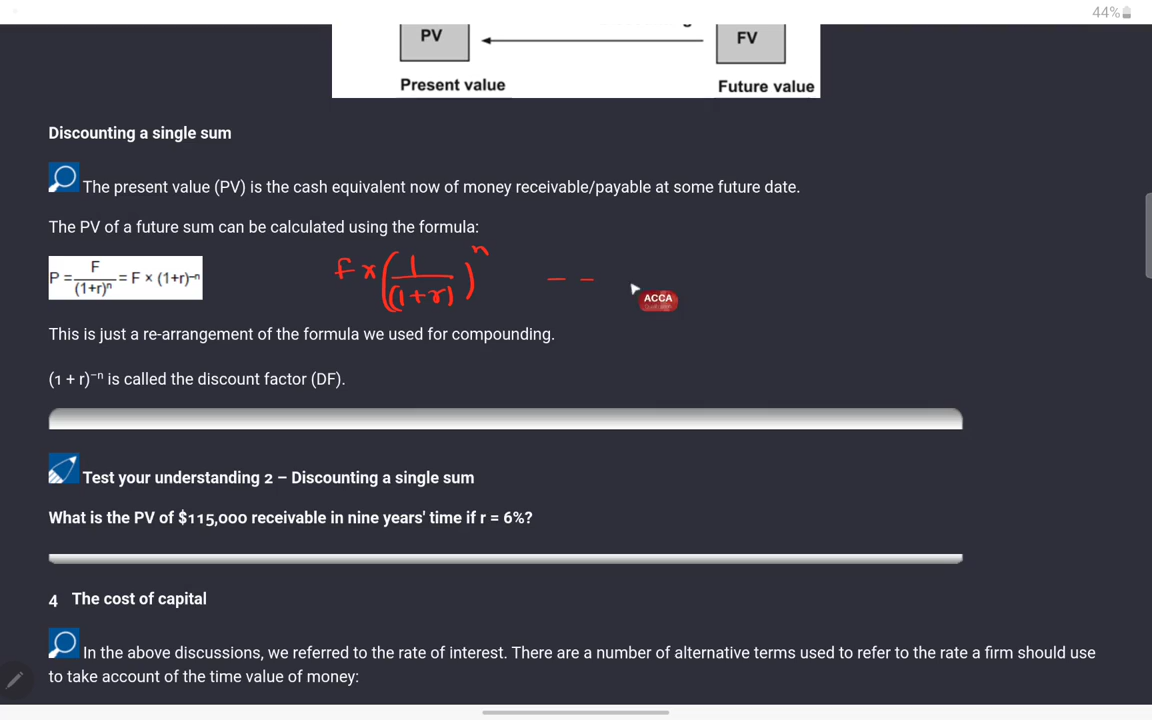 44%
PV
FV
Present value
Future value
Discounting a single sum
The present value (PV) is the cash equivalent now of money receivable/payable at some future date.
The PV of a future sum can be calculated using the formula:
P = F/(1+r)ⁿ = F × (1+r)⁻ⁿ
F × (1/(1+r))ⁿ – –
ACCA
This is just a re-arrangement of the formula we used for compounding.
(1 + r)⁻ⁿ is called the discount factor (DF).
Test your understanding 2 – Discounting a single sum
What is the PV of $115,000 receivable in nine years' time if r = 6%?
4 The cost of capital
In the above discussions, we referred to the rate of interest. There are a number of alternative terms used to refer to the rate a firm should use
to take account of the time value of money: